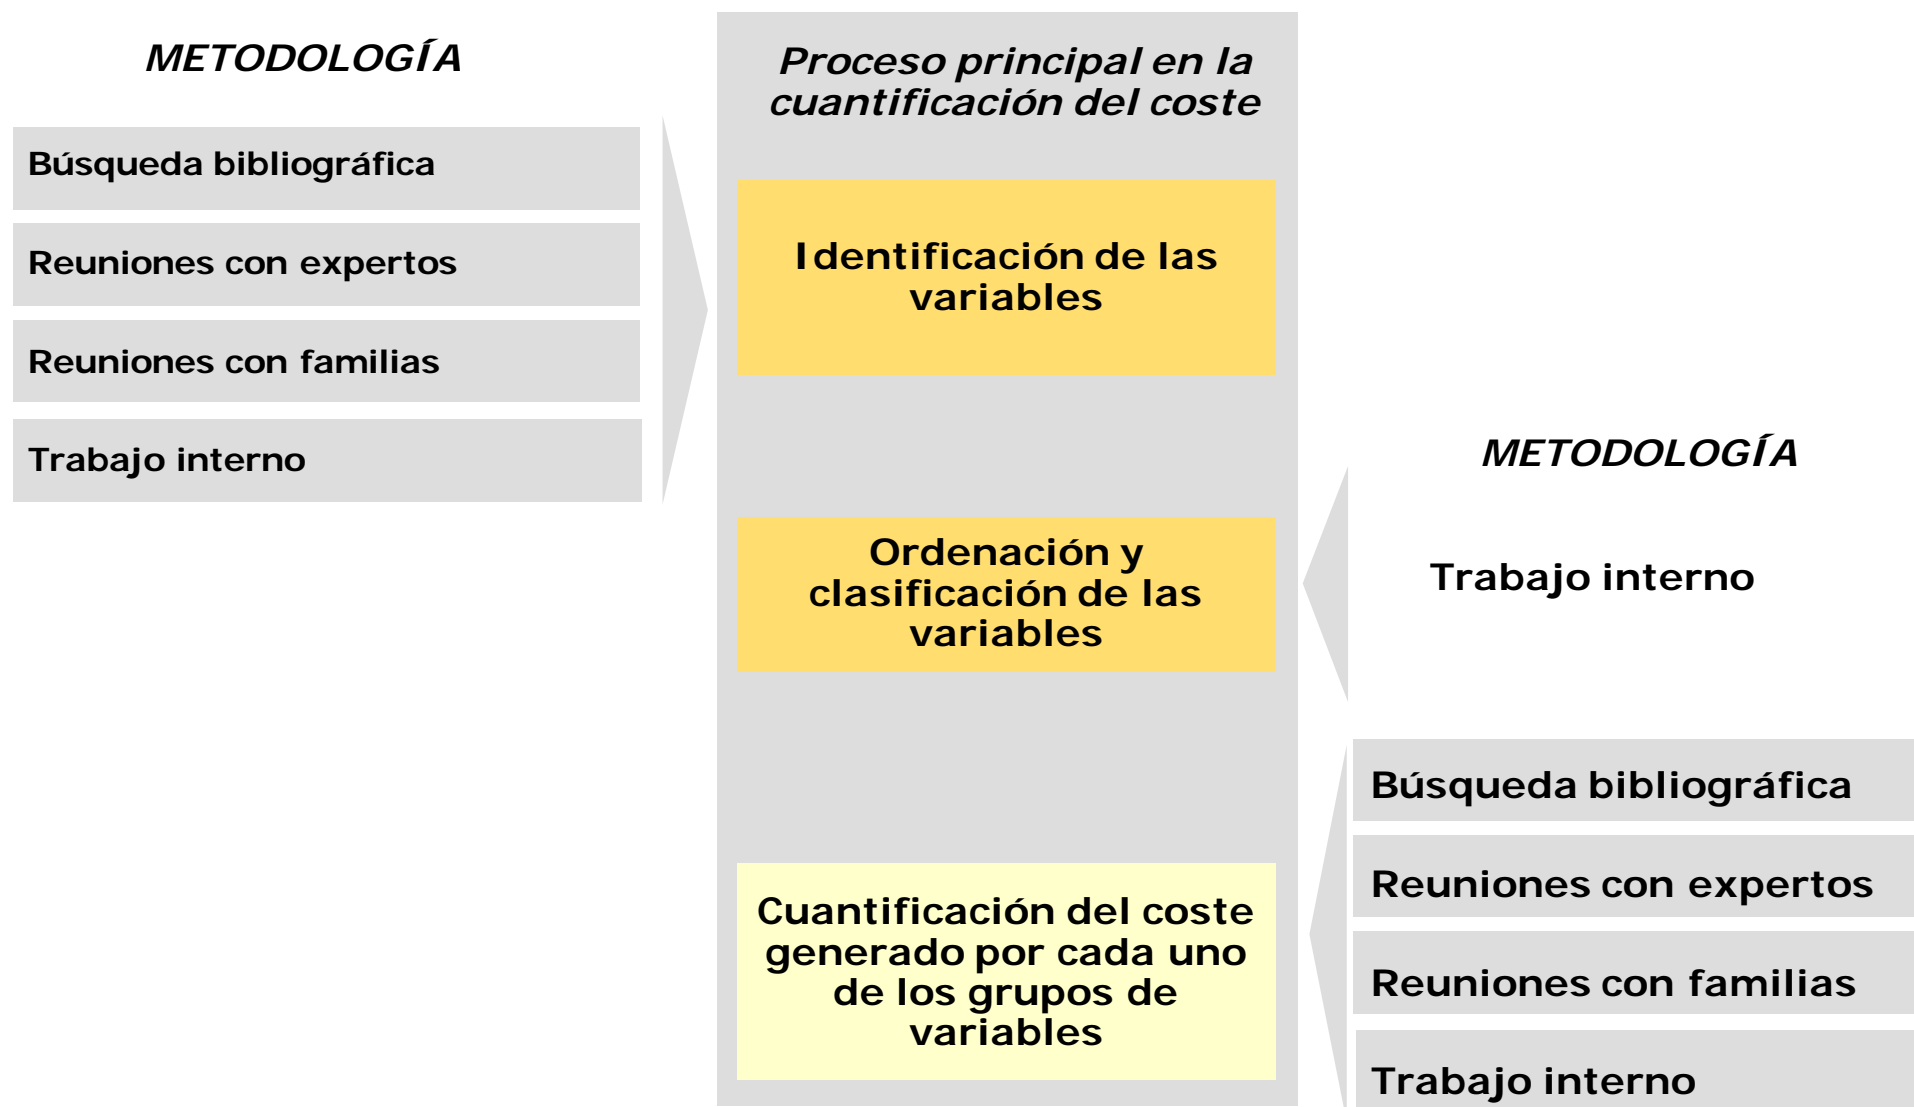 METODOLOGÍA
Búsqueda bibliográfica
Reuniones con expertos
Reuniones con familias
Trabajo interno
Proceso principal en la
cuantificación del coste
Identificación de las
variables
Ordenación y
clasificación de las
variables
Cuantificación del coste
generado por cada uno
de los grupos de
variables
METODOLOGÍA
Trabajo interno
Búsqueda bibliográfica
Reuniones con expertos
Reuniones con familias
Trabajo interno